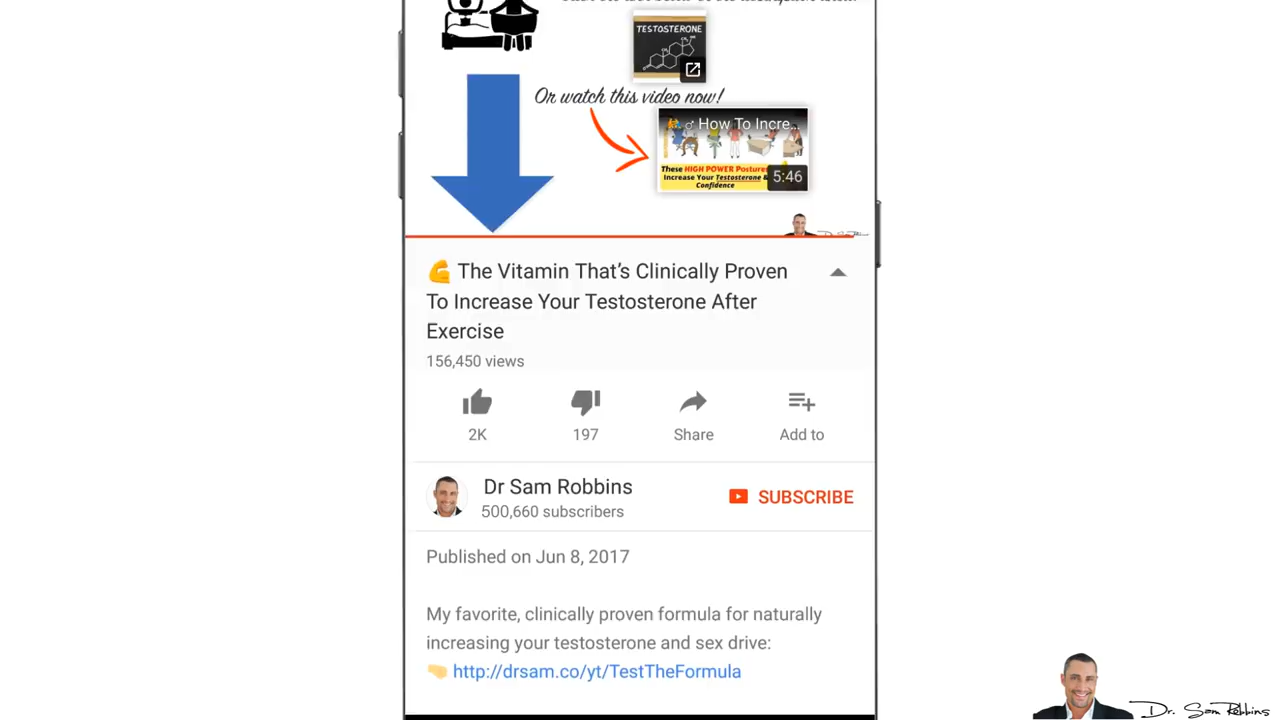 TESTOSTERONE
Or watch this video now!
How To Incre...
These HIGH POWER Postures
Increase Your Testosterone &
Confidence
5:46
💪 The Vitamin That's Clinically Proven
To Increase Your Testosterone After
Exercise
156,450 views
2K
197
Share
Add to
Dr Sam Robbins
500,660 subscribers
SUBSCRIBE
Published on Jun 8, 2017
My favorite, clinically proven formula for naturally
increasing your testosterone and sex drive:
http://drsam.co/yt/TestTheFormula
Dr. Sam Robbins